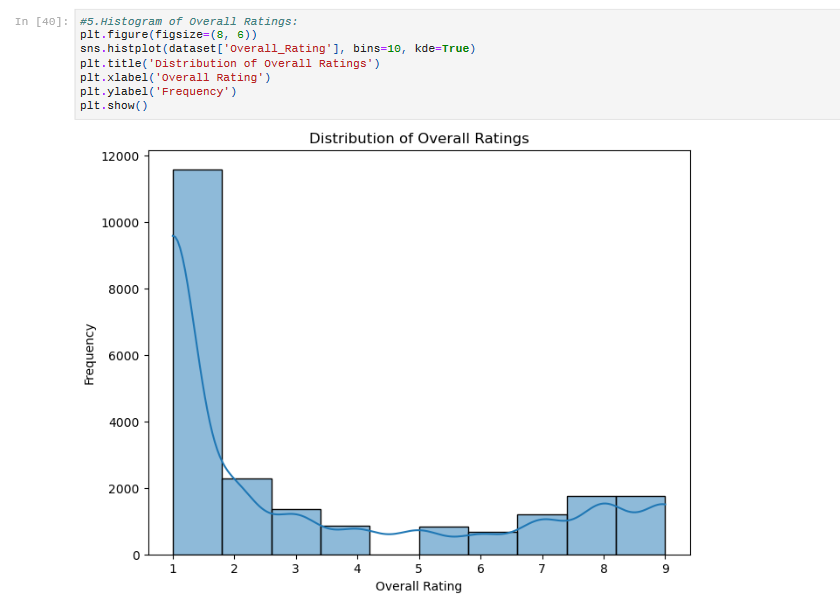 In [40]: #5.Histogram of Overall Ratings:
plt.figure(figsize=(8, 6))
sns.histplot(dataset['Overall_Rating'], bins=10, kde=True)
plt.title('Distribution of Overall Ratings')
plt.xlabel('Overall Rating')
plt.ylabel('Frequency')
plt.show()
Distribution of Overall Ratings
12000
10000
8000
6000
4000
2000
0
Frequency
1 2 3 4 5 6 7 8 9
Overall Rating